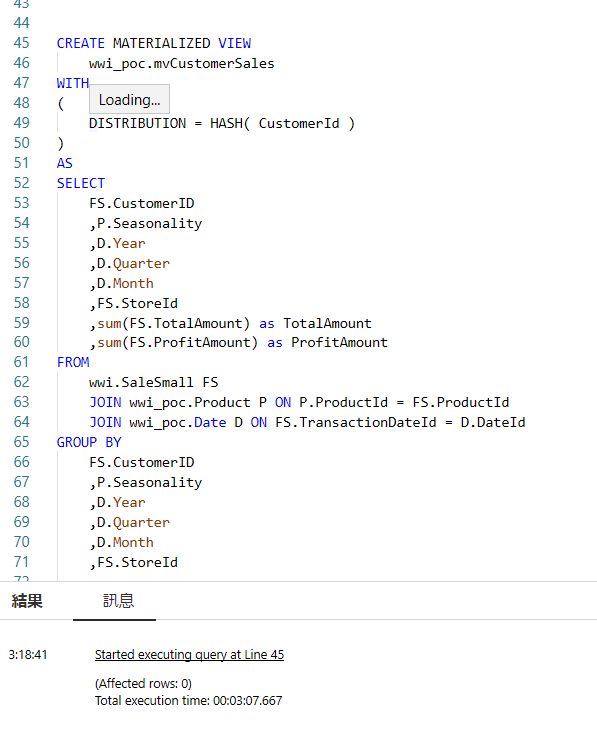 43
44
45 CREATE MATERIALIZED VIEW
46 wwi_poc.mvCustomerSales
47 WITH
Loading...
48 (
49 DISTRIBUTION = HASH( CustomerId )
50 )
51 AS
52 SELECT
53 FS.CustomerID
54 ,P.Seasonality
55 ,D.Year
56 ,D.Quarter
57 ,D.Month
58 ,FS.StoreId
59 ,sum(FS.TotalAmount) as TotalAmount
60 ,sum(FS.ProfitAmount) as ProfitAmount
61 FROM
62 wwi.SaleSmall FS
63 JOIN wwi_poc.Product P ON P.ProductId = FS.ProductId
64 JOIN wwi_poc.Date D ON FS.TransactionDateId = D.DateId
65 GROUP BY
66 FS.CustomerID
67 ,P.Seasonality
68 ,D.Year
69 ,D.Quarter
70 ,D.Month
71 ,FS.StoreId
72
結果 訊息
3:18:41 Started executing query at Line 45
(Affected rows: 0)
Total execution time: 00:03:07.667